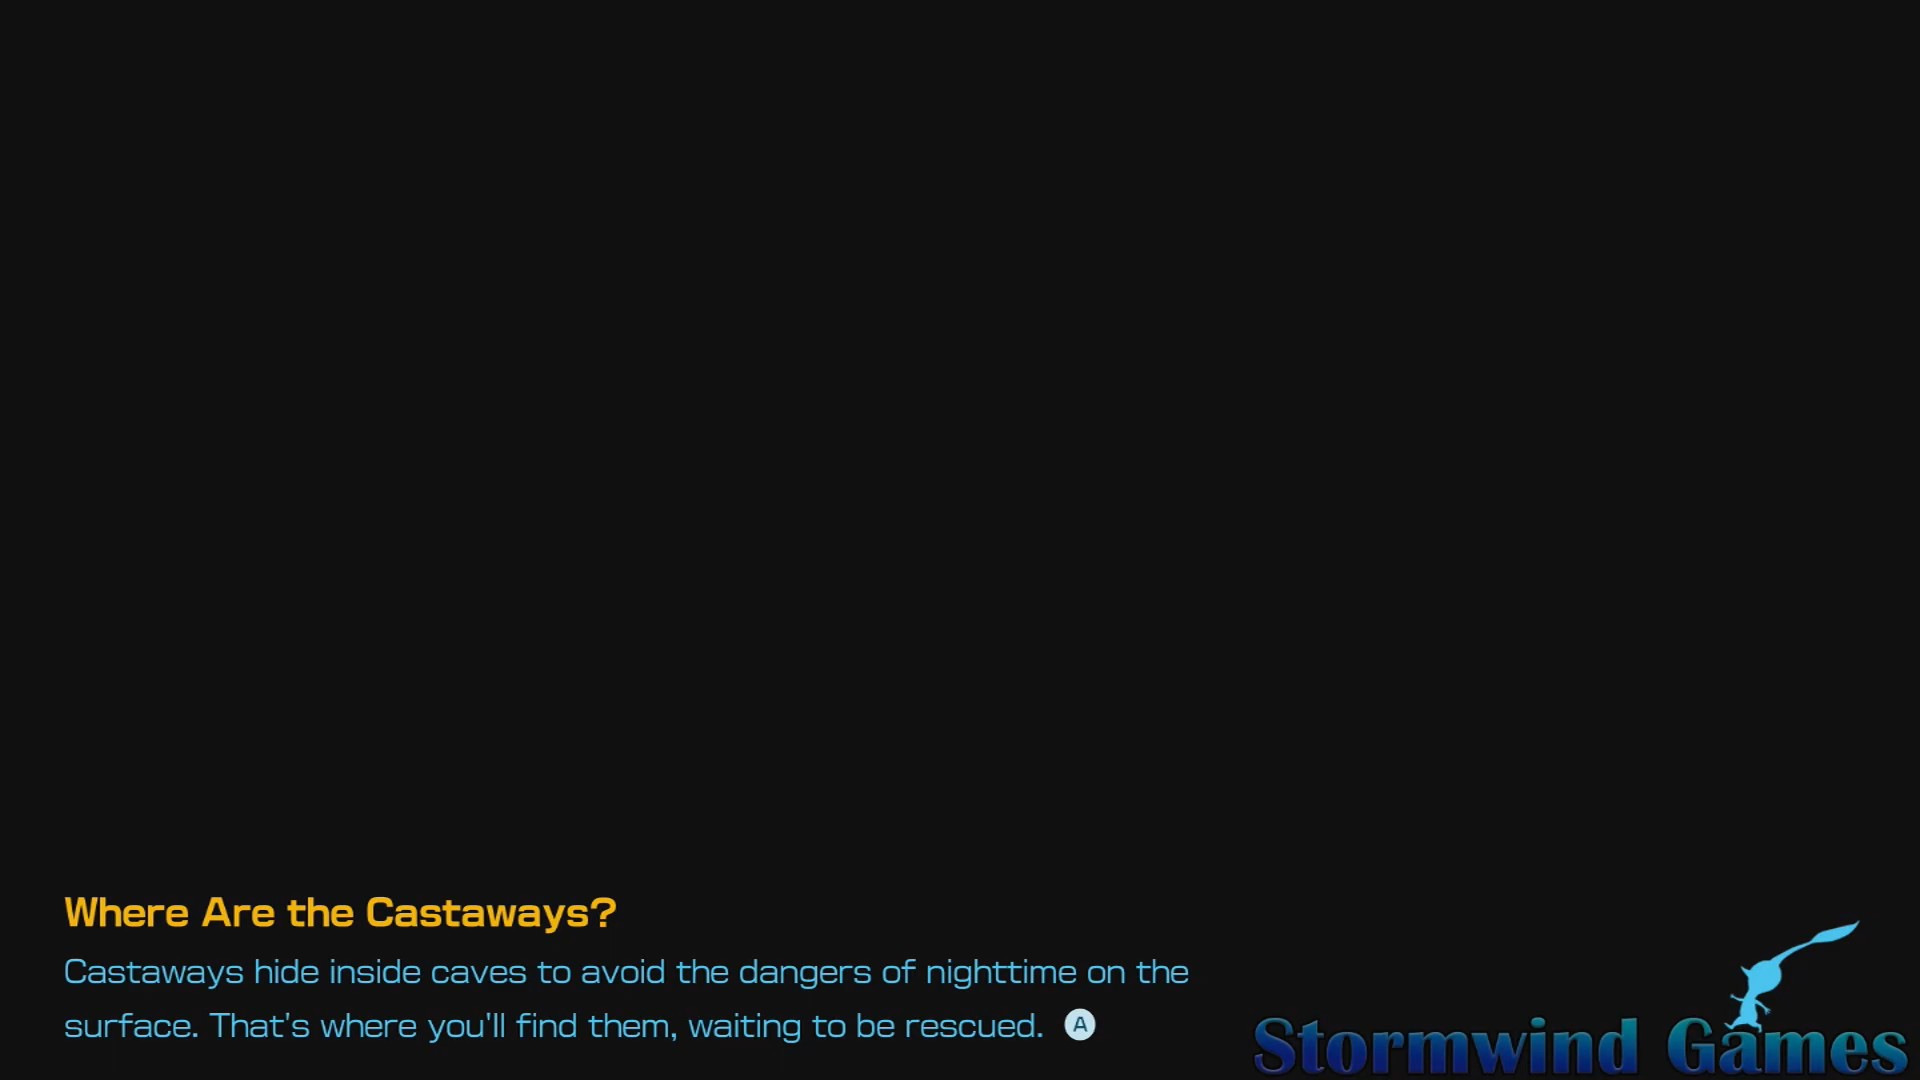 Where Are the Castaways?
Castaways hide inside caves to avoid the dangers of nighttime on the
surface. That's where you'll find them, waiting to be rescued. A
Stormwind Games